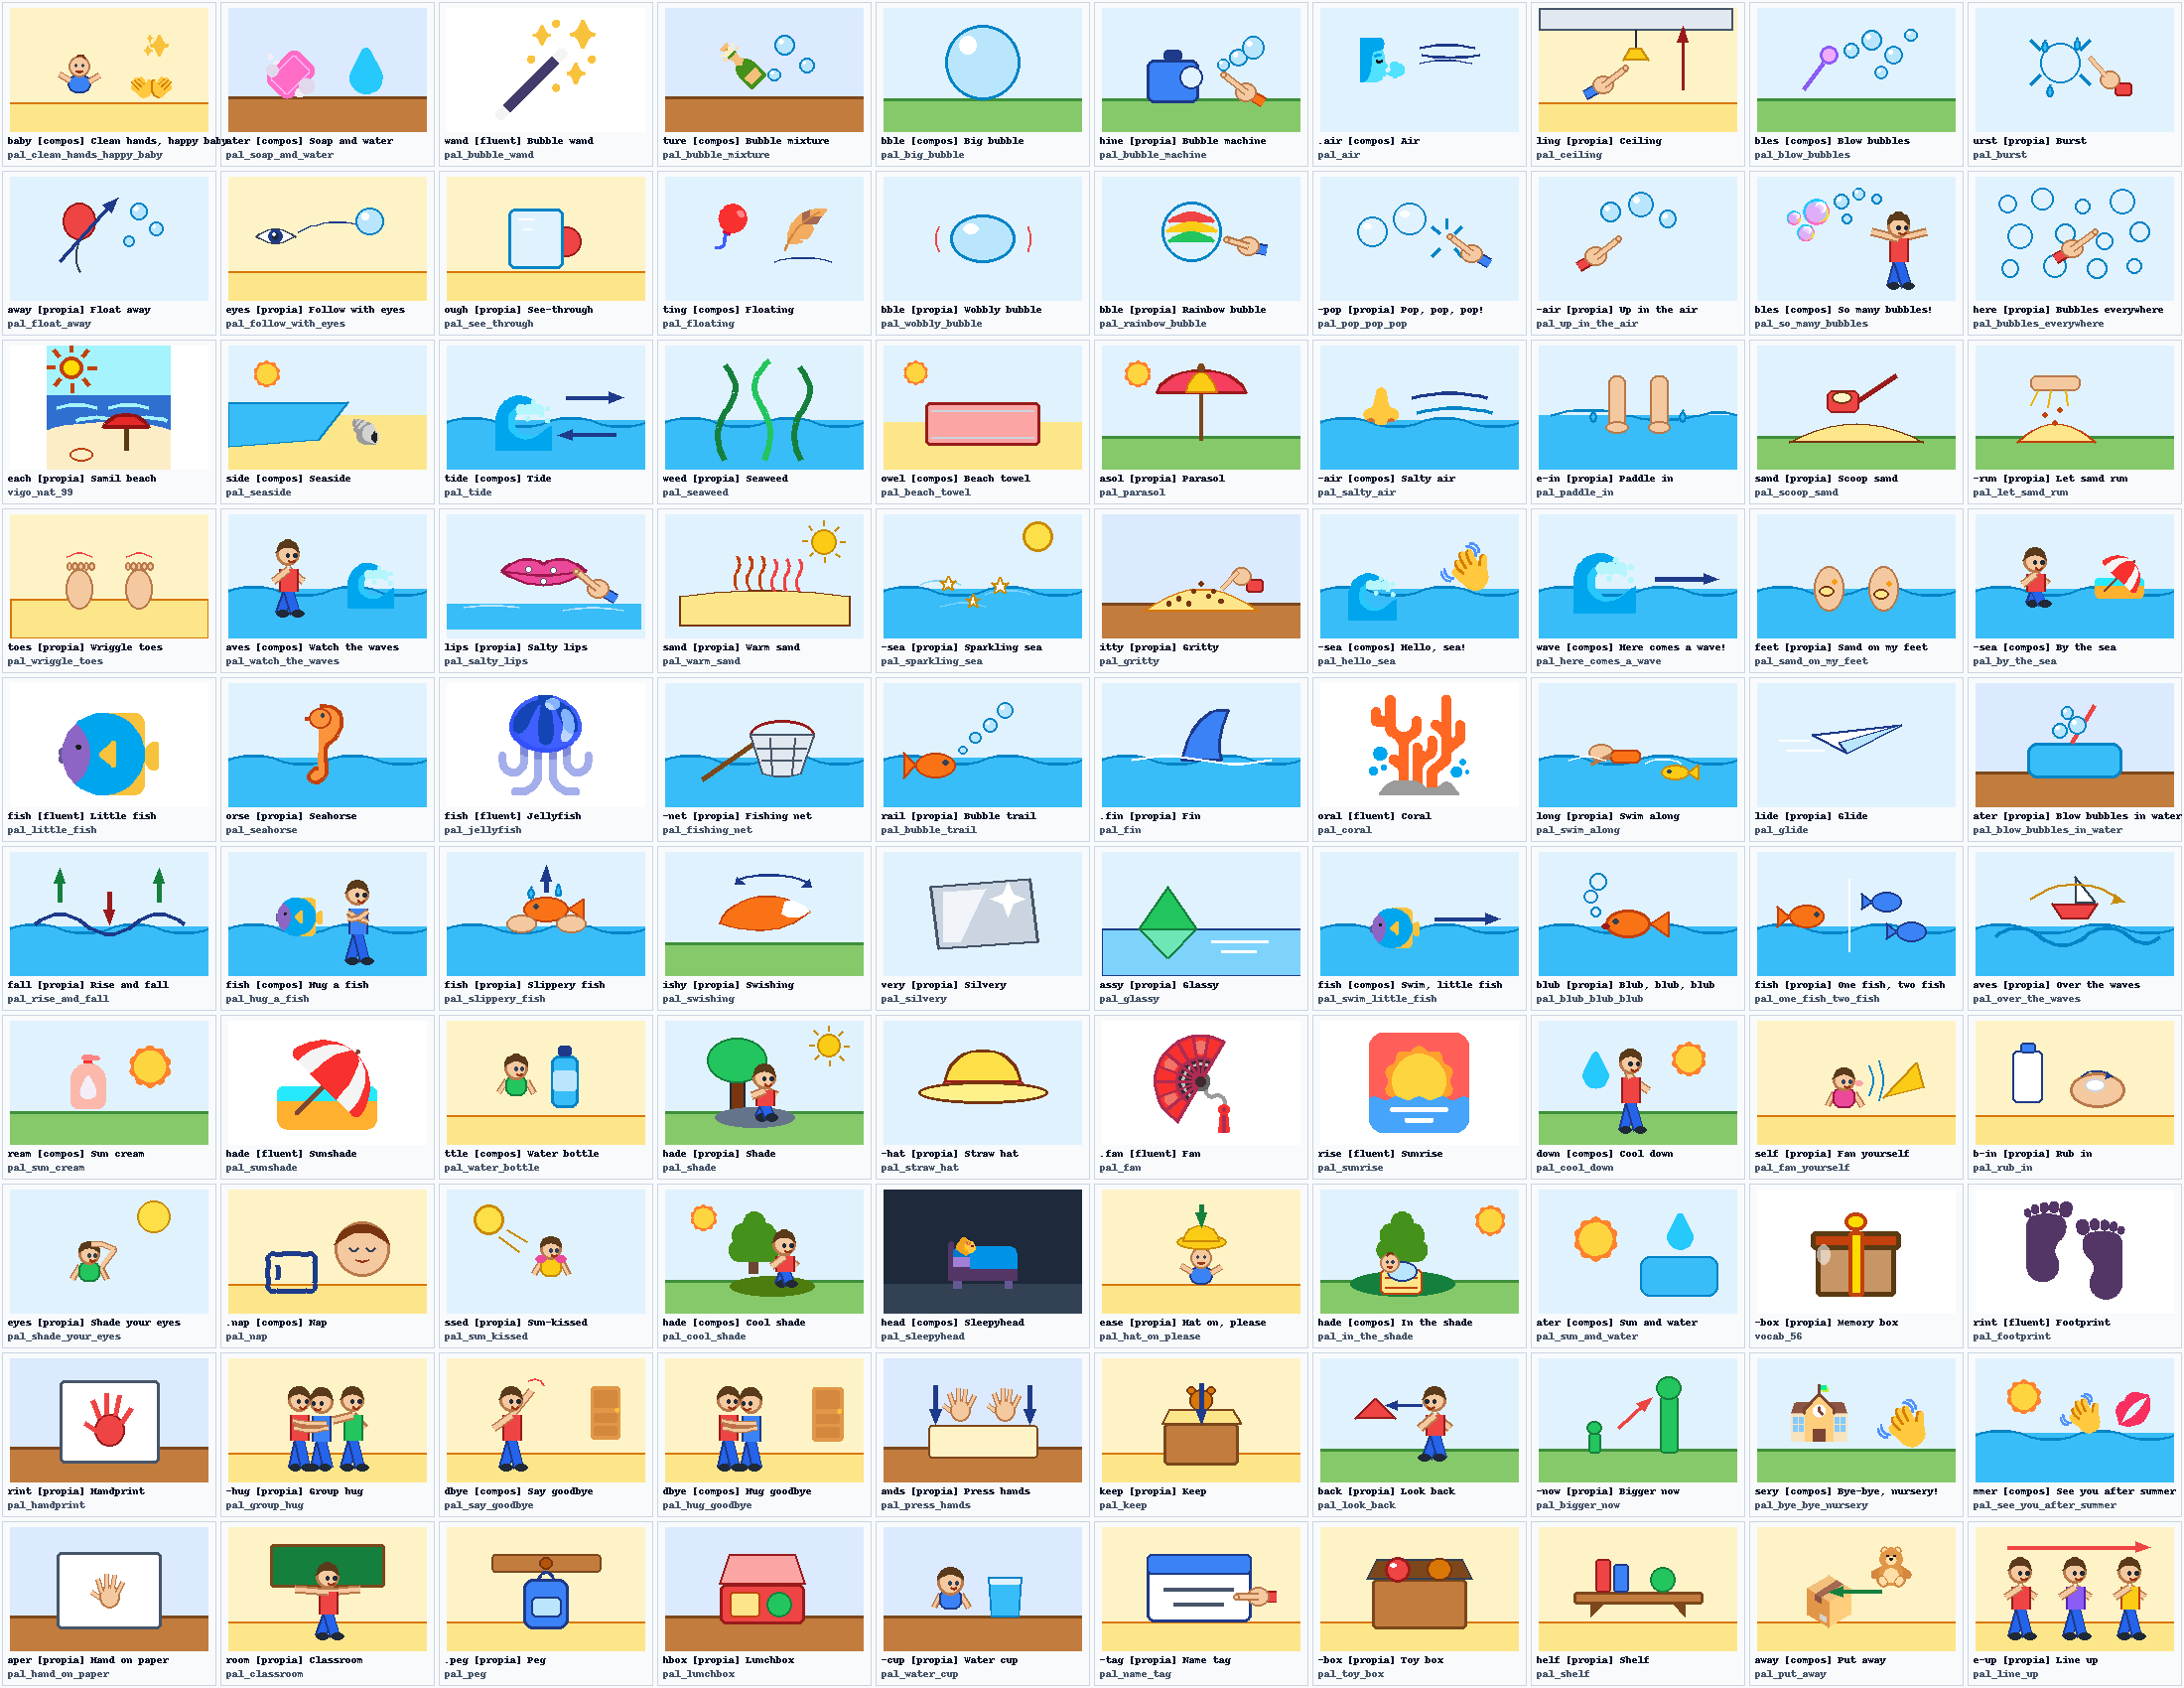 baby [compos] Clean hands, happy baby
pal_clean_hands_happy_baby
ater [compos] Soap and water
pal_soap_and_water
wand [fluent] Bubble wand
pal_bubble_wand
ture [compos] Bubble mixture
pal_bubble_mixture
bble [compos] Big bubble
pal_big_bubble
hine [propia] Bubble machine
pal_bubble_machine
.air [compos] Air
pal_air
ling [propia] Ceiling
pal_ceiling
bles [compos] Blow bubbles
pal_blow_bubbles
urst [propia] Burst
pal_burst
away [propia] Float away
pal_float_away
eyes [propia] Follow with eyes
pal_follow_with_eyes
ough [propia] See-through
pal_see_through
ting [compos] Floating
pal_floating
bble [propia] Wobbly bubble
pal_wobbly_bubble
bble [propia] Rainbow bubble
pal_rainbow_bubble
-pop [propia] Pop, pop, pop!
pal_pop_pop_pop
-air [propia] Up in the air
pal_up_in_the_air
bles [compos] So many bubbles!
pal_so_many_bubbles
here [propia] Bubbles everywhere
pal_bubbles_everywhere
each [propia] Samil beach
vigo_nat_99
side [compos] Seaside
pal_seaside
tide [compos] Tide
pal_tide
weed [propia] Seaweed
pal_seaweed
owel [compos] Beach towel
pal_beach_towel
asol [propia] Parasol
pal_parasol
-air [compos] Salty air
pal_salty_air
e-in [propia] Paddle in
pal_paddle_in
sand [propia] Scoop sand
pal_scoop_sand
-run [propia] Let sand run
pal_let_sand_run
toes [propia] Wriggle toes
pal_wriggle_toes
aves [compos] Watch the waves
pal_watch_the_waves
lips [propia] Salty lips
pal_salty_lips
sand [propia] Warm sand
pal_warm_sand
-sea [propia] Sparkling sea
pal_sparkling_sea
itty [propia] Gritty
pal_gritty
-sea [compos] Hello, sea!
pal_hello_sea
wave [compos] Here comes a wave!
pal_here_comes_a_wave
feet [propia] Sand on my feet
pal_sand_on_my_feet
-sea [compos] By the sea
pal_by_the_sea
fish [fluent] Little fish
pal_little_fish
orse [propia] Seahorse
pal_seahorse
fish [fluent] Jellyfish
pal_jellyfish
-net [propia] Fishing net
pal_fishing_net
rail [propia] Bubble trail
pal_bubble_trail
.fin [propia] Fin
pal_fin
oral [fluent] Coral
pal_coral
long [propia] Swim along
pal_swim_along
lide [propia] Glide
pal_glide
ater [propia] Blow bubbles in water
pal_blow_bubbles_in_water
fall [propia] Rise and fall
pal_rise_and_fall
fish [compos] Hug a fish
pal_hug_a_fish
fish [propia] Slippery fish
pal_slippery_fish
ishy [propia] Swishing
pal_swishing
very [propia] Silvery
pal_silvery
assy [propia] Glassy
pal_glassy
fish [compos] Swim, little fish
pal_swim_little_fish
blub [propia] Blub, blub, blub
pal_blub_blub_blub
fish [propia] One fish, two fish
pal_one_fish_two_fish
aves [propia] Over the waves
pal_over_the_waves
ream [compos] Sun cream
pal_sun_cream
hade [fluent] Sunshade
pal_sunshade
ttle [compos] Water bottle
pal_water_bottle
hade [propia] Shade
pal_shade
-hat [propia] Straw hat
pal_straw_hat
.fan [fluent] Fan
pal_fan
rise [fluent] Sunrise
pal_sunrise
down [compos] Cool down
pal_cool_down
self [propia] Fan yourself
pal_fan_yourself
b-in [propia] Rub in
pal_rub_in
eyes [propia] Shade your eyes
pal_shade_your_eyes
.nap [compos] Nap
pal_nap
ssed [propia] Sun-kissed
pal_sun_kissed
hade [compos] Cool shade
pal_cool_shade
head [compos] Sleepyhead
pal_sleepyhead
ease [propia] Hat on, please
pal_hat_on_please
hade [compos] In the shade
pal_in_the_shade
ater [compos] Sun and water
pal_sun_and_water
-box [propia] Memory box
vocab_56
rint [fluent] Footprint
pal_footprint
rint [propia] Handprint
pal_handprint
-hug [propia] Group hug
pal_group_hug
dbye [compos] Say goodbye
pal_say_goodbye
dbye [compos] Hug goodbye
pal_hug_goodbye
ands [propia] Press hands
pal_press_hands
keep [propia] Keep
pal_keep
back [propia] Look back
pal_look_back
-now [propia] Bigger now
pal_bigger_now
sery [compos] Bye-bye, nursery!
pal_bye_bye_nursery
mmer [compos] See you after summer
pal_see_you_after_summer
aper [propia] Hand on paper
pal_hand_on_paper
room [propia] Classroom
pal_classroom
.peg [propia] Peg
pal_peg
hbox [propia] Lunchbox
pal_lunchbox
-cup [propia] Water cup
pal_water_cup
-tag [propia] Name tag
pal_name_tag
-box [propia] Toy box
pal_toy_box
helf [propia] Shelf
pal_shelf
away [compos] Put away
pal_put_away
e-up [propia] Line up
pal_line_up